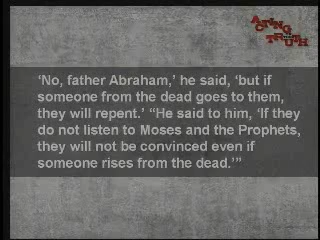 ACTING
TRUTH
‘No, father Abraham,’ he said, ‘but if
someone from the dead goes to them,
they will repent.’ “He said to him, ‘If they
do not listen to Moses and the Prophets,
they will not be convinced even if
someone rises from the dead.’”